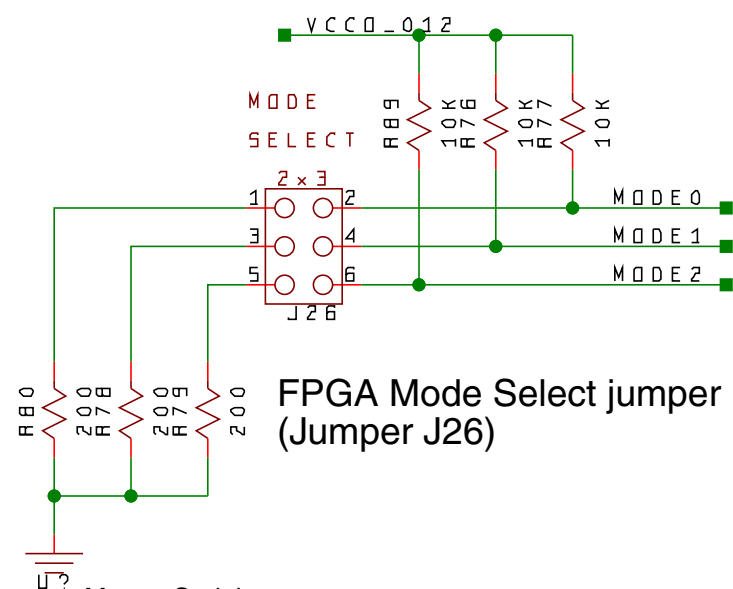 VCCO_012
MODE
SELECT
R89
10K
R76
10K
R77
10K
2x3
1
2
MODE0
3
4
MODE1
5
6
MODE2
J26
R80
200
R78
200
R79
200
FPGA Mode Select jumper
(Jumper J26)